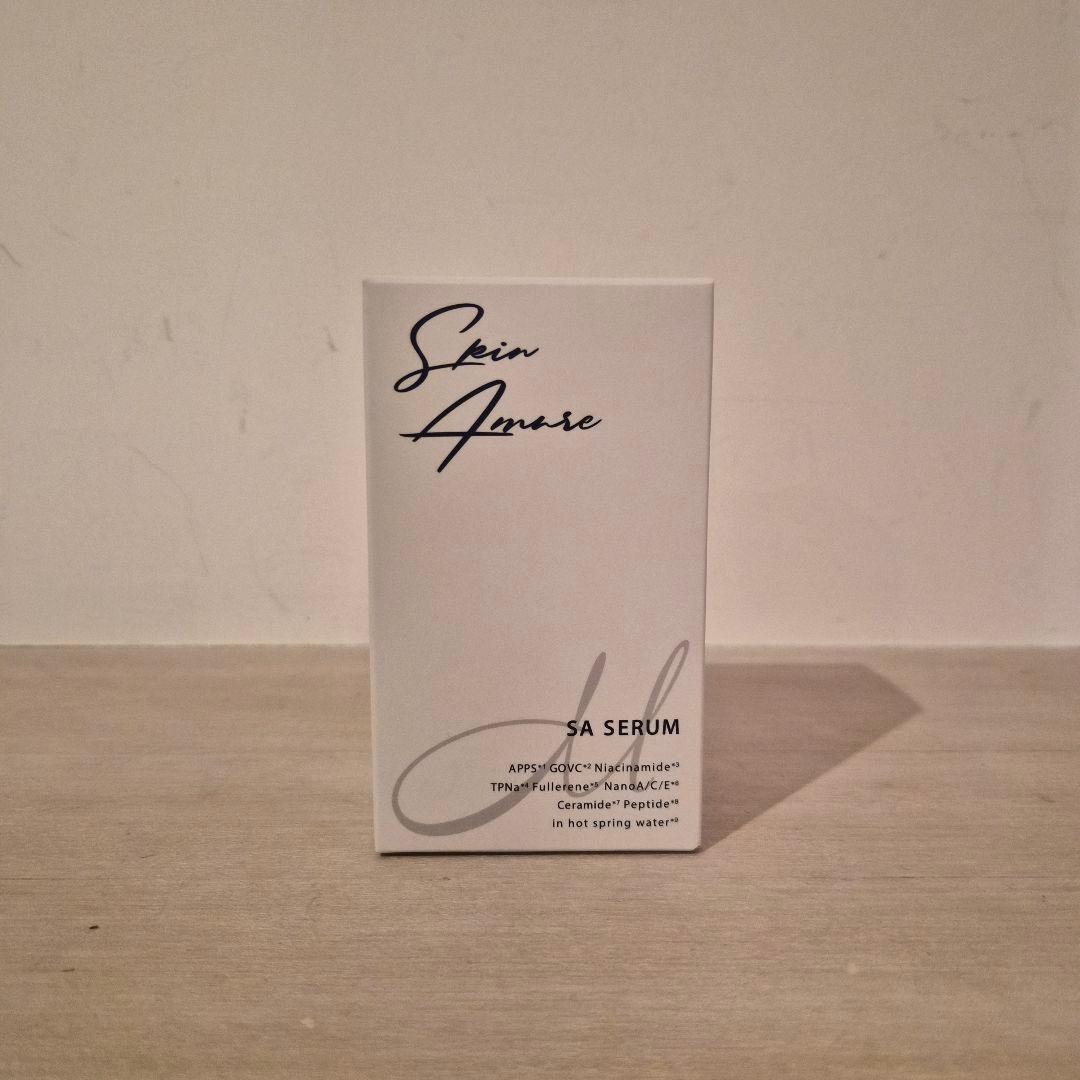 Skin
Amure
SA SERUM
APPS*1 GOVC*2 Niacinamide*3
TPNa*4 Fullerene*5 NanoA/C/E*6
Ceramide*7 Peptide*8
in hot spring water*9